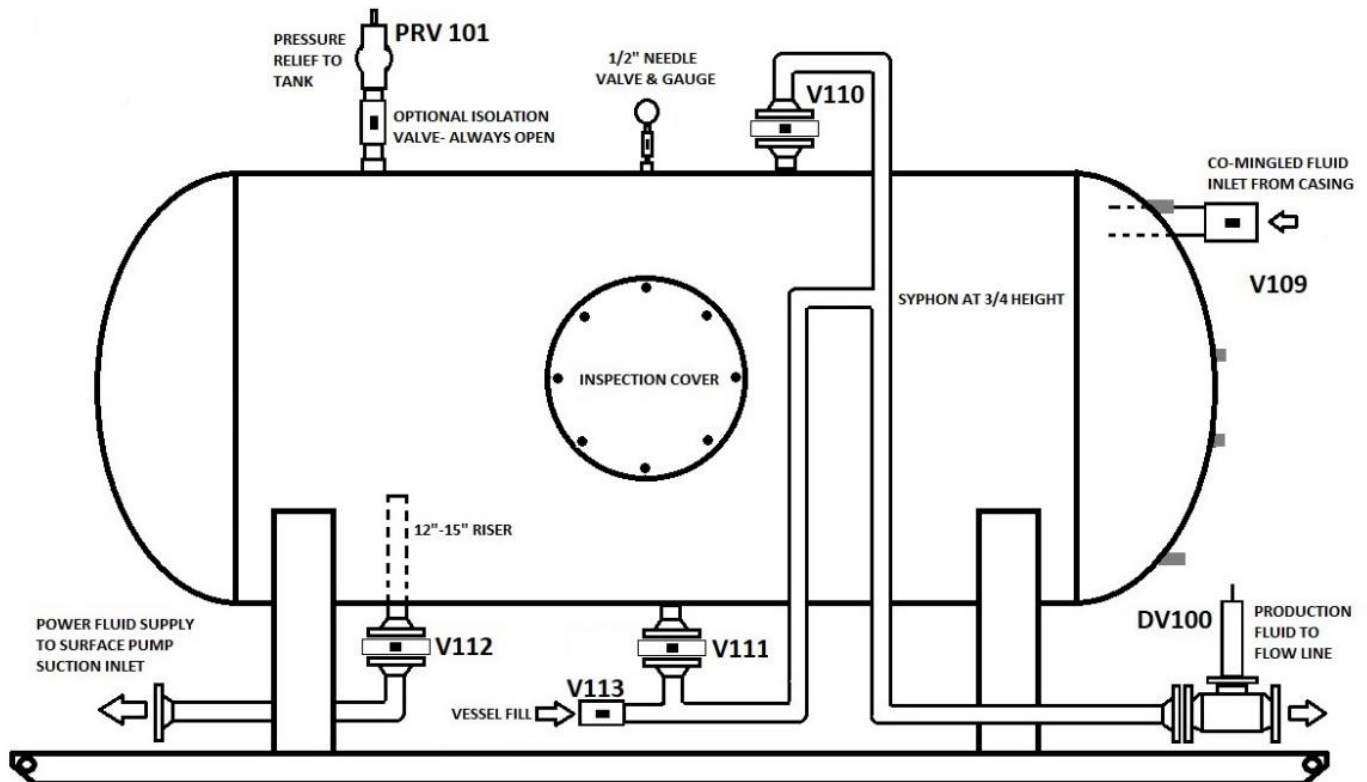 PRESSURE
RELIEF TO
TANK
PRV 101
OPTIONAL ISOLATION
VALVE- ALWAYS OPEN
1/2" NEEDLE
VALVE & GAUGE
V110
CO-MINGLED FLUID
INLET FROM CASING
V109
SYPHON AT 3/4 HEIGHT
INSPECTION COVER
12"-15" RISER
POWER FLUID SUPPLY
TO SURFACE PUMP
SUCTION INLET
V112
V111
V113
VESSEL FILL
DV100
PRODUCTION
FLUID TO
FLOW LINE